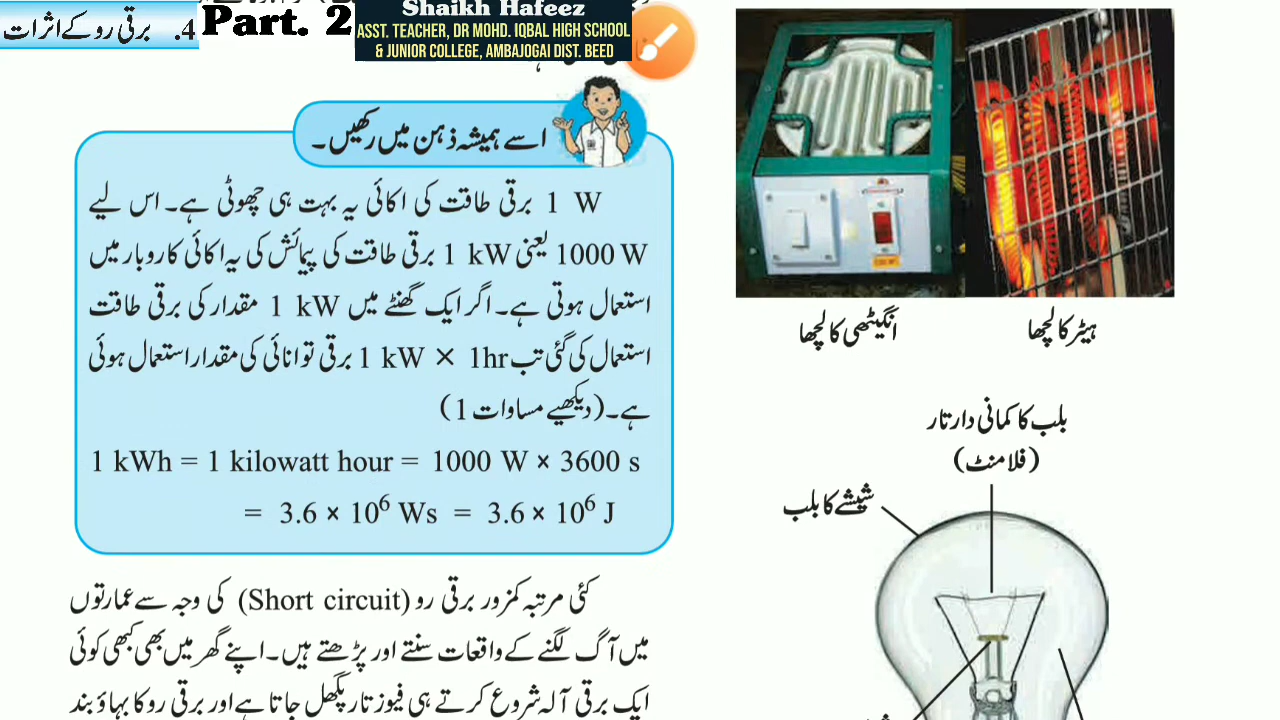 4. برقی رو کے اثرات
Part. 2
Shaikh Hafeez
ASST. TEACHER, DR MOHD. IQBAL HIGH SCHOOL
& JUNIOR COLLEGE, AMBAJOGAI DIST. BEED
اسے ہمیشہ ذہن میں رکھیں۔
1 W برقی طاقت کی اکائی یہ بہت ہی چھوٹی ہے۔ اس لیے
1000 W یعنی 1 kW برقی طاقت کی پیمائش کی یہ اکائی کاروبار میں
استعمال ہوتی ہے۔ اگر ایک گھنٹے میں 1 kW مقدار کی برقی طاقت
استعمال کی گئی تب 1 kW × 1hr برقی توانائی کی مقدار استعمال ہوئی
ہے۔ (دیکھیے مساوات 1)
1 kWh = 1 kilowatt hour = 1000 W × 3600 s
= 3.6 × 10⁶ Ws = 3.6 × 10⁶ J
کئی مرتبہ کمزور برقی رو (Short circuit) کی وجہ سے عمارتوں
میں آگ لگنے کے واقعات سنتے اور پڑھتے ہیں۔ اپنے گھر میں بھی کبھی کوئی
ایک برقی آلہ شروع کرتے ہی فیوز تار پگھل جاتا ہے اور برقی رو کا بہاؤ بند
ہیٹر کا لچھا
انگیٹھی کا لچھا
بلب کا کمانی دار تار
(فلامنٹ)
شیشے کا بلب